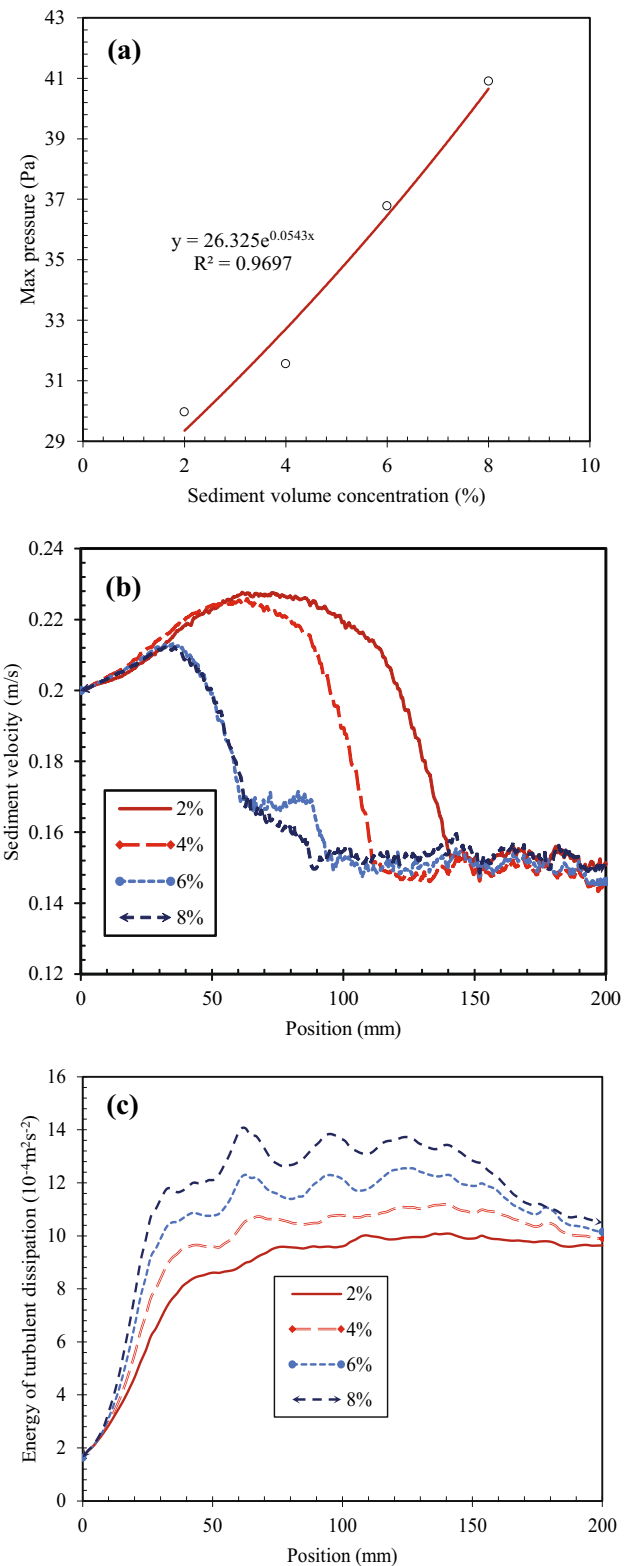 (a)
43
41
39
37
35
33
31
29
Max pressure (Pa)
y = 26.325e^0.0543x
R² = 0.9697
0 2 4 6 8 10
Sediment volume concentration (%)
(b)
0.24
0.22
0.2
0.18
0.16
0.14
0.12
Sediment velocity (m/s)
2%
4%
6%
8%
0 50 100 150 200
Position (mm)
(c)
16
14
12
10
8
6
4
2
0
Energy of turbulent dissipation (10⁻⁴m²s⁻²)
2%
4%
6%
8%
0 50 100 150 200
Position (mm)